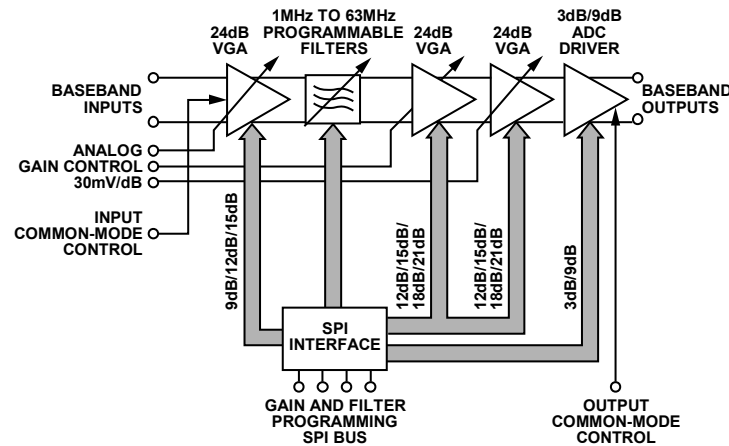 1MHz TO 63MHz
PROGRAMMABLE
FILTERS
24dB
VGA
24dB
VGA
24dB
VGA
3dB/9dB
ADC
DRIVER
BASEBAND
INPUTS
BASEBAND
OUTPUTS
ANALOG
GAIN CONTROL
30mV/dB
INPUT
COMMON-MODE
CONTROL
9dB/12dB/15dB
12dB/15dB/
18dB/21dB
12dB/15dB/
18dB/21dB
3dB/9dB
SPI
INTERFACE
GAIN AND FILTER
PROGRAMMING
SPI BUS
OUTPUT
COMMON-MODE
CONTROL